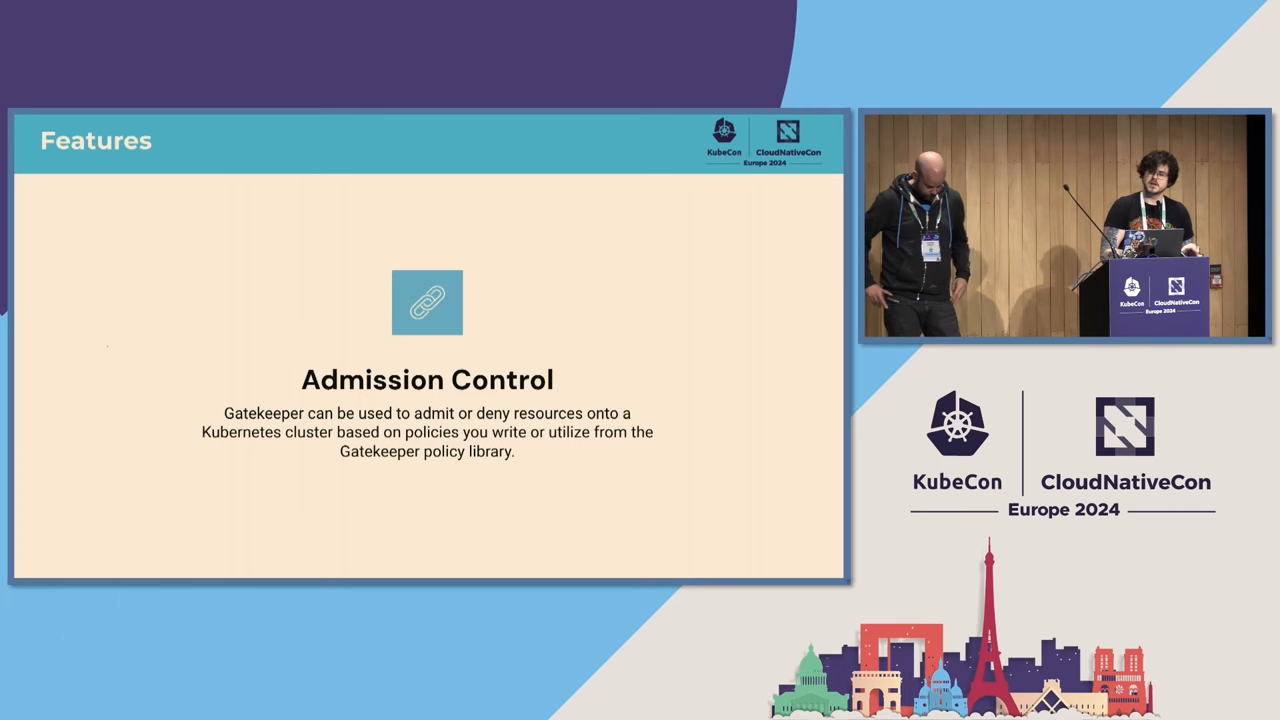 Features
KubeCon
CloudNativeCon
Europe 2024
Admission Control
Gatekeeper can be used to admit or deny resources onto a
Kubernetes cluster based on policies you write or utilize from the
Gatekeeper policy library.
KubeCon
CloudNativeCon
Europe 2024
KubeCon
CloudNativeCon
Europe 2024